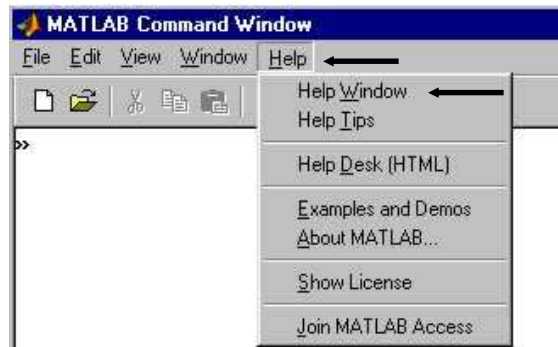 MATLAB Command Window
File Edit View Window Help
Help Window
Help Tips
»
Help Desk (HTML)
Examples and Demos
About MATLAB...
Show License
Join MATLAB Access